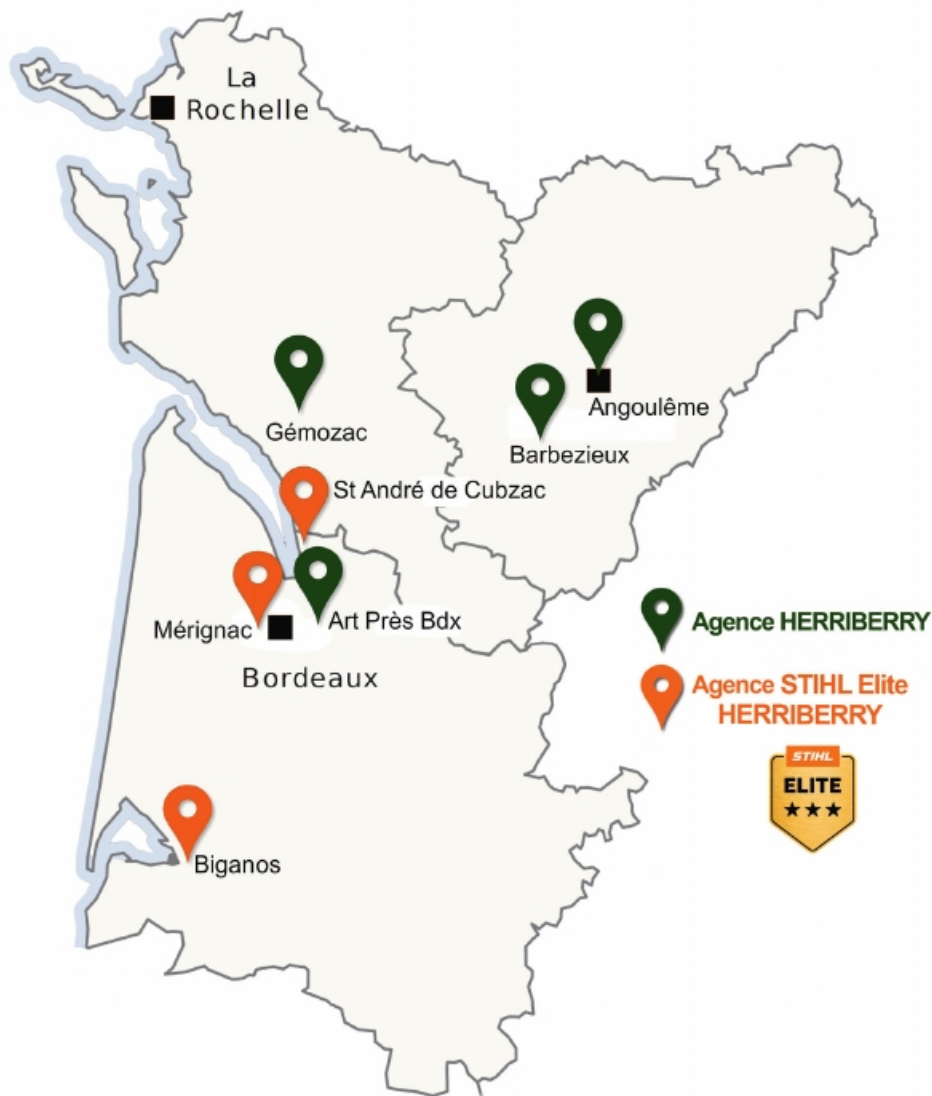 La
Rochelle
Angoulême
Gémozac
Barbezieux
St André de Cubzac
Mérignac
Art Près Bdx
Bordeaux
Biganos
Agence HERRIBERRY
Agence STIHL Elite
HERRIBERRY
STIHL
ELITE